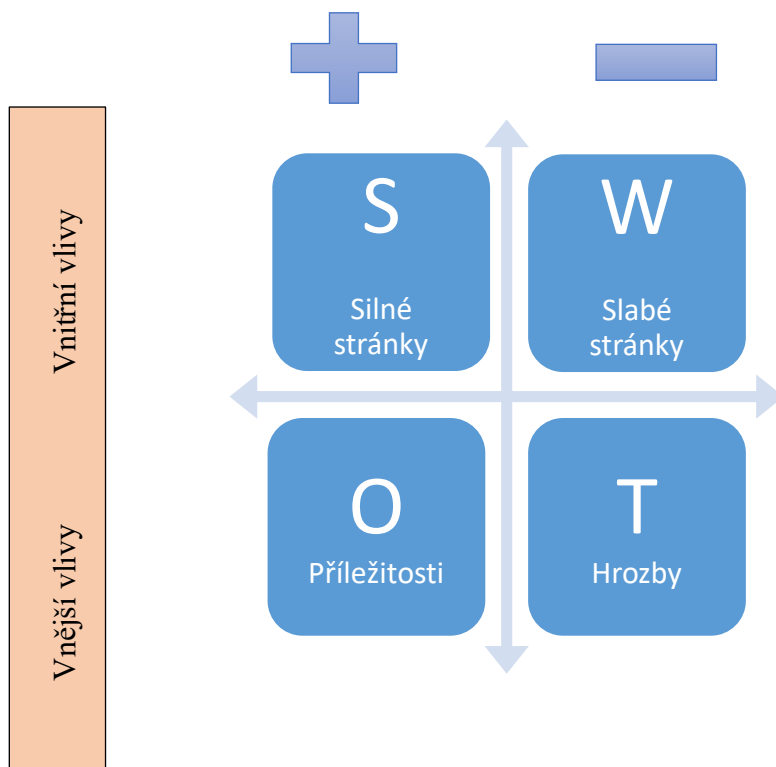 Vnitřní vlivy
S
Silné
stránky
W
Slabé
stránky
Vnější vlivy
O
Příležitosti
T
Hrozby